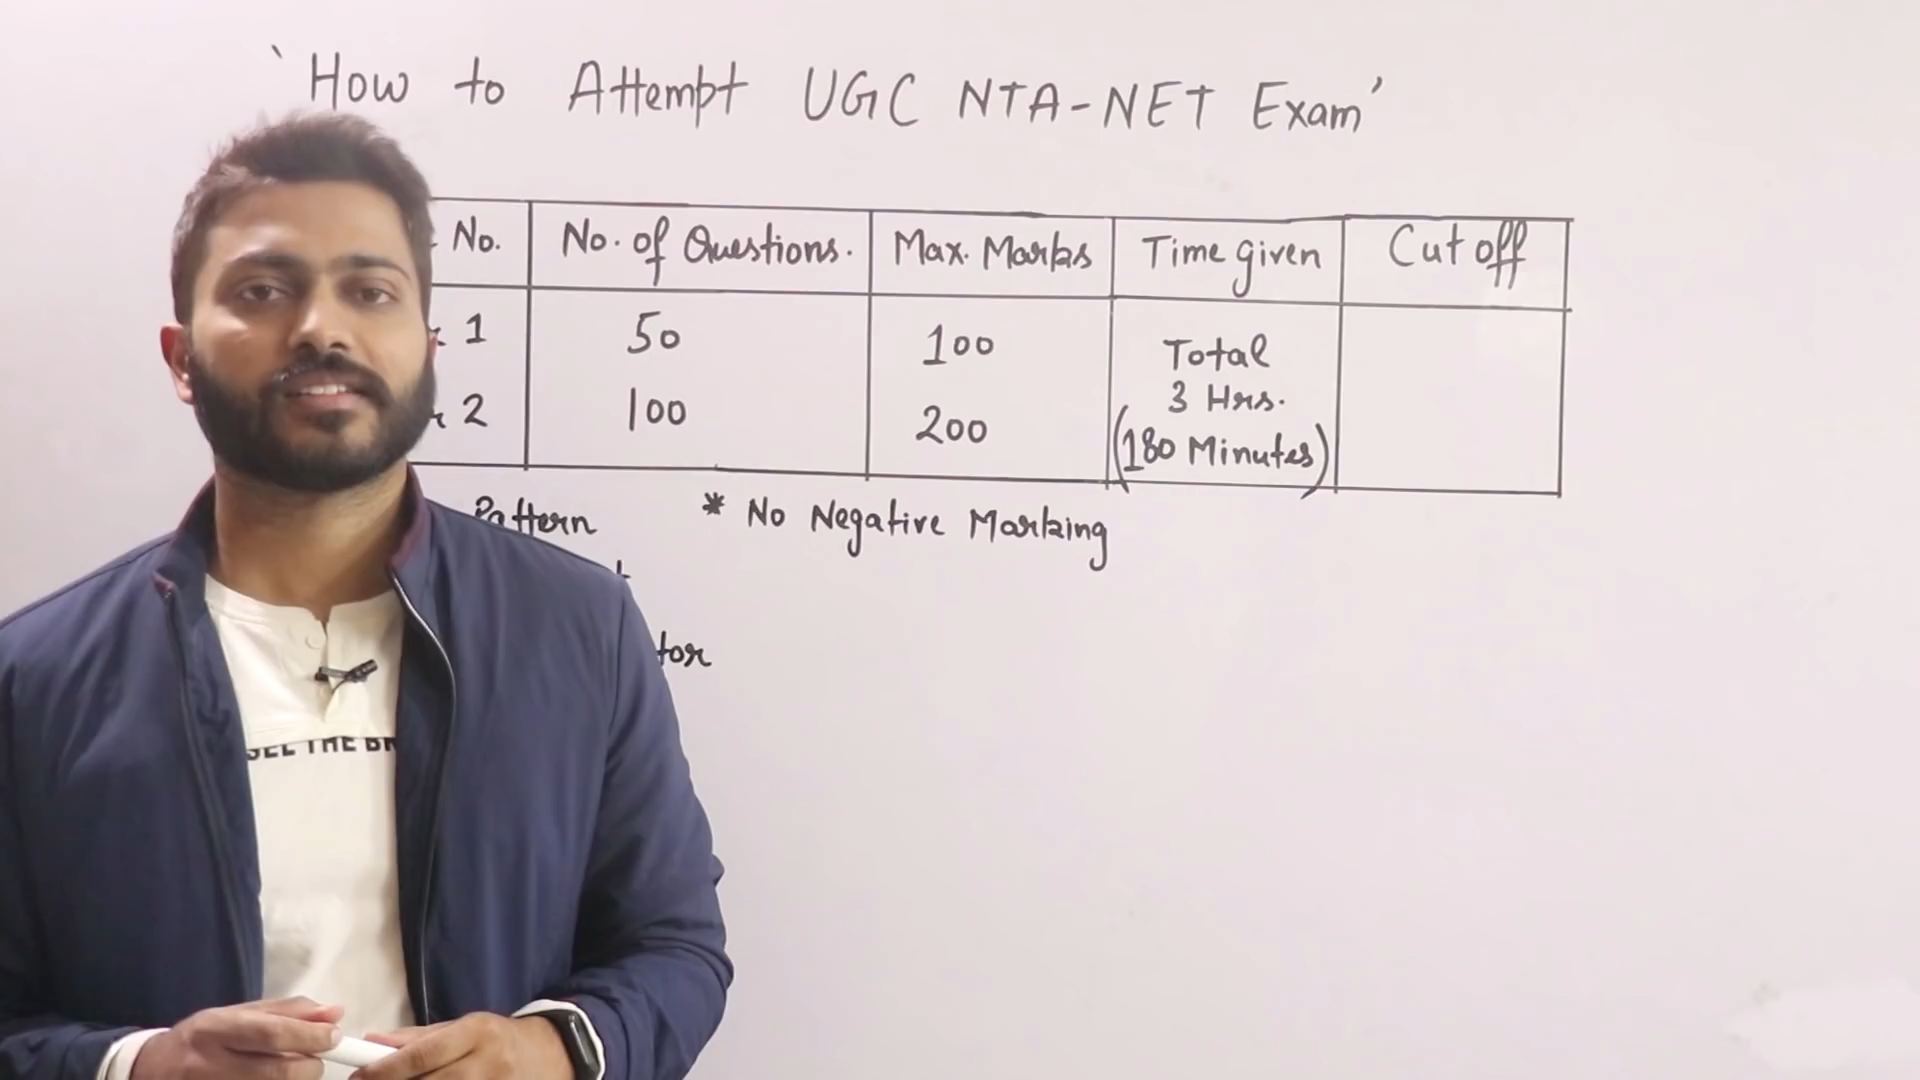 ‘How to Attempt UGC NTA-NET Exam’
No. No. of Questions. Max. Marks Time given Cut off
1 50 100 Total
3 Hrs.
2 100 200 (180 Minutes)
Pattern * No Negative Marking
THE